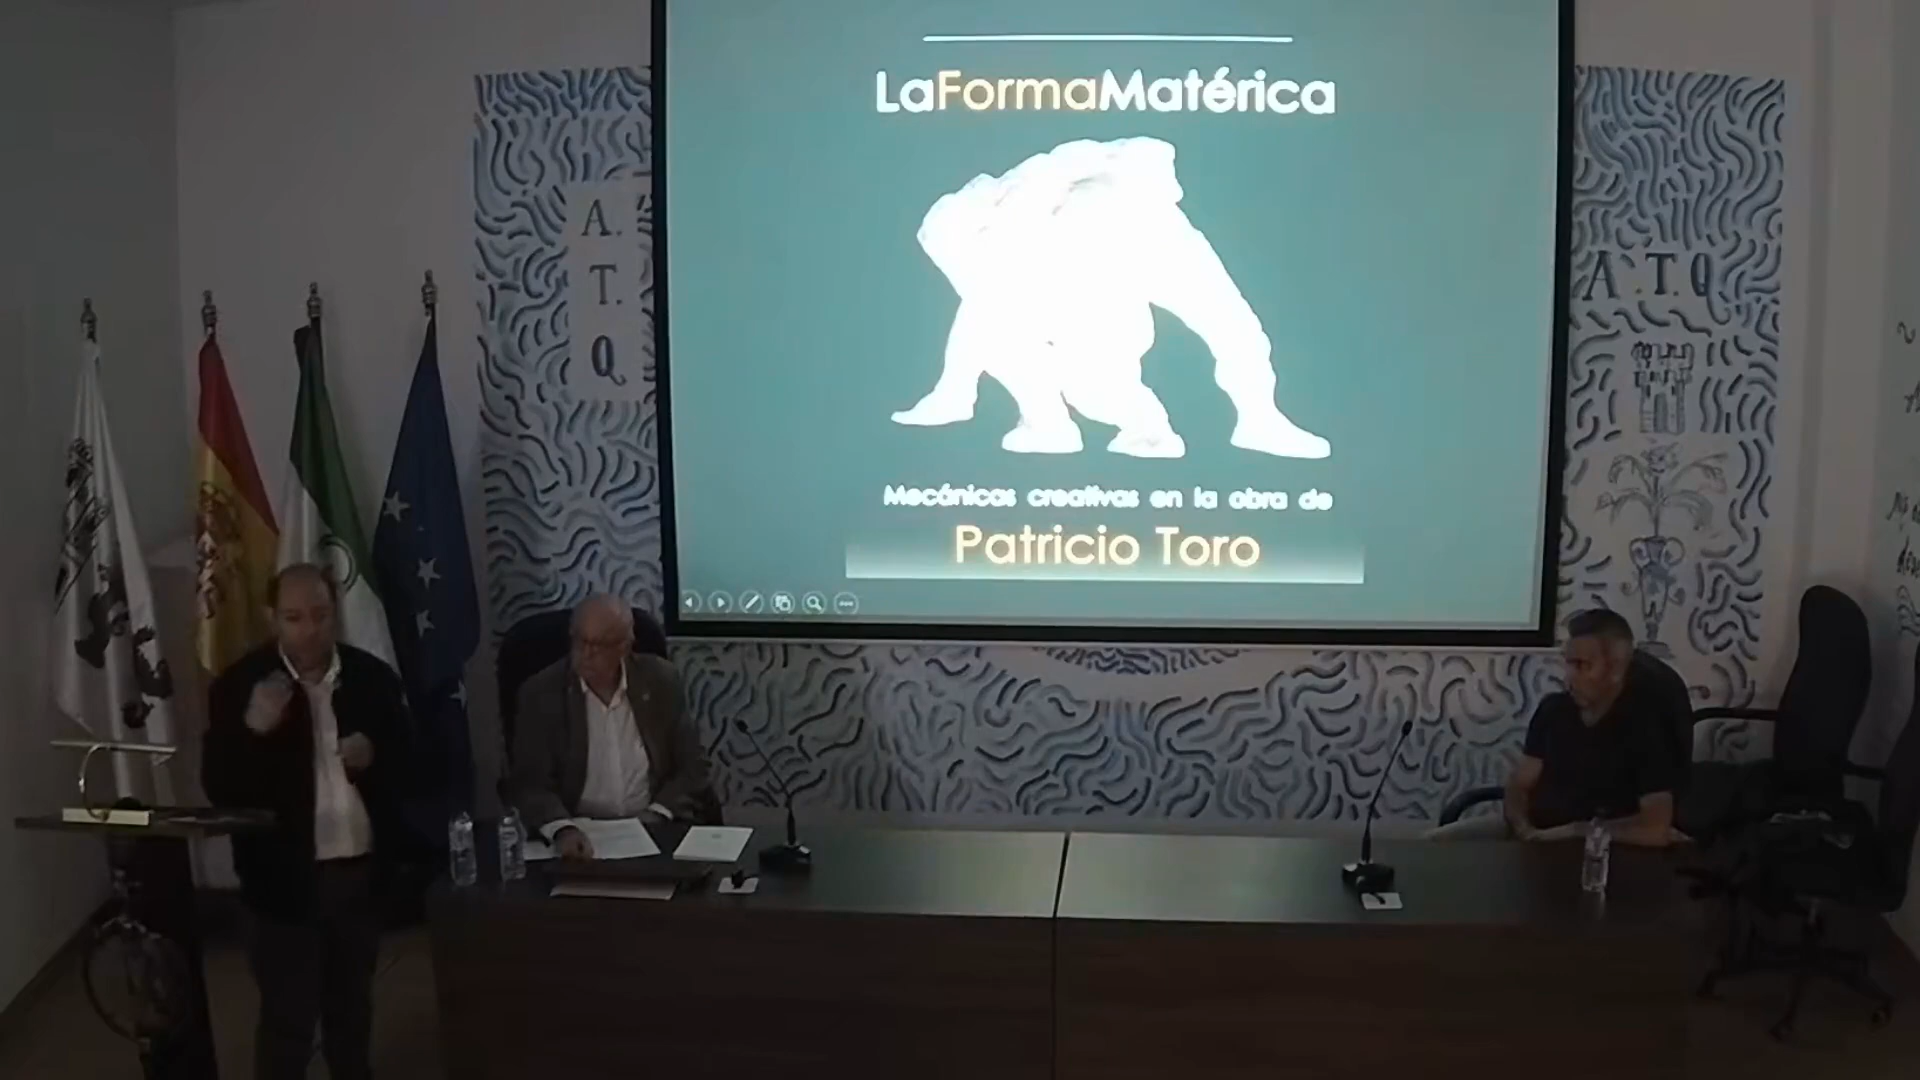 LaFormaMatérica
Mecánicas creativas en la obra de
Patricio Toro
A.
T.
Q
A.T.Q